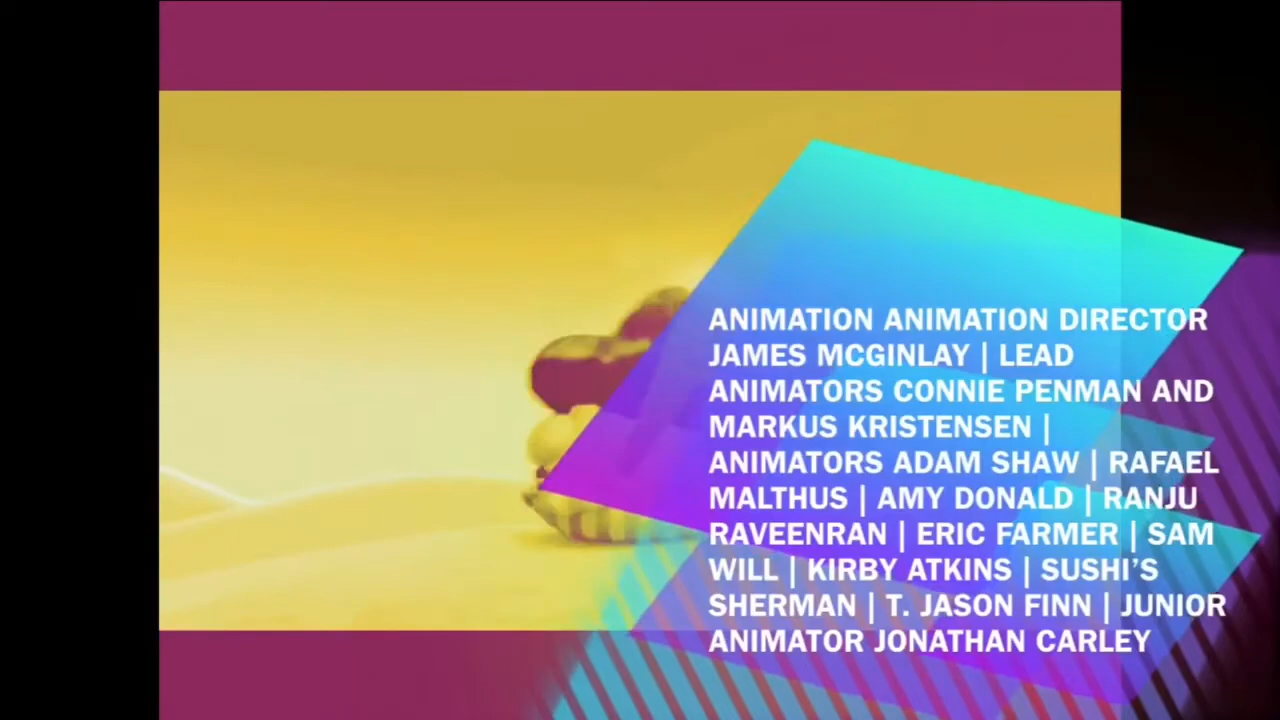 ANIMATION ANIMATION DIRECTOR
JAMES MCGINLAY | LEAD
ANIMATORS CONNIE PENMAN AND
MARKUS KRISTENSEN |
ANIMATORS ADAM SHAW | RAFAEL
MALTHUS | AMY DONALD | RANJU
RAVEENRAN | ERIC FARMER | SAM
WILL | KIRBY ATKINS | SUSHI'S
SHERMAN | T. JASON FINN | JUNIOR
ANIMATOR JONATHAN CARLEY